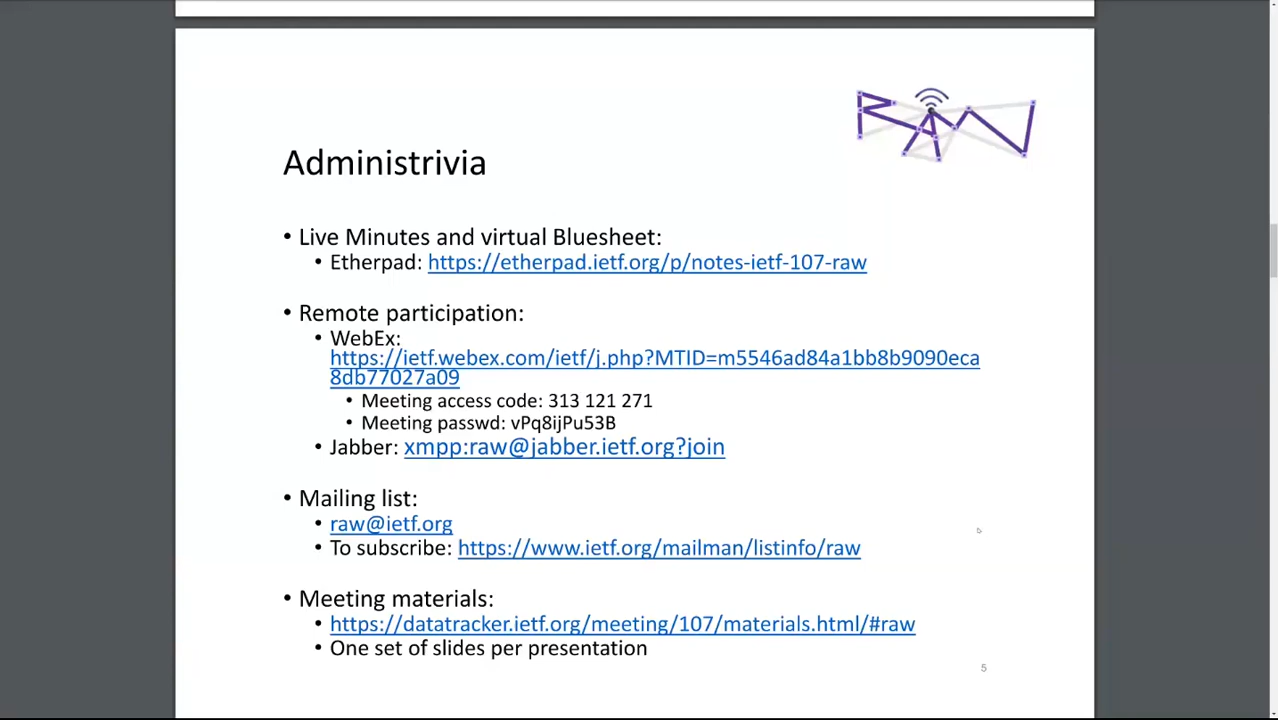 RAW
Administrivia
• Live Minutes and virtual Bluesheet:
• Etherpad: https://etherpad.ietf.org/p/notes-ietf-107-raw
• Remote participation:
• WebEx:
https://ietf.webex.com/ietf/j.php?MTID=m5546ad84a1bb8b9090eca
8db77027a09
• Meeting access code: 313 121 271
• Meeting passwd: vPq8ijPu53B
• Jabber: xmpp:raw@jabber.ietf.org?join
• Mailing list:
• raw@ietf.org
• To subscribe: https://www.ietf.org/mailman/listinfo/raw
• Meeting materials:
• https://datatracker.ietf.org/meeting/107/materials.html/#raw
• One set of slides per presentation
5